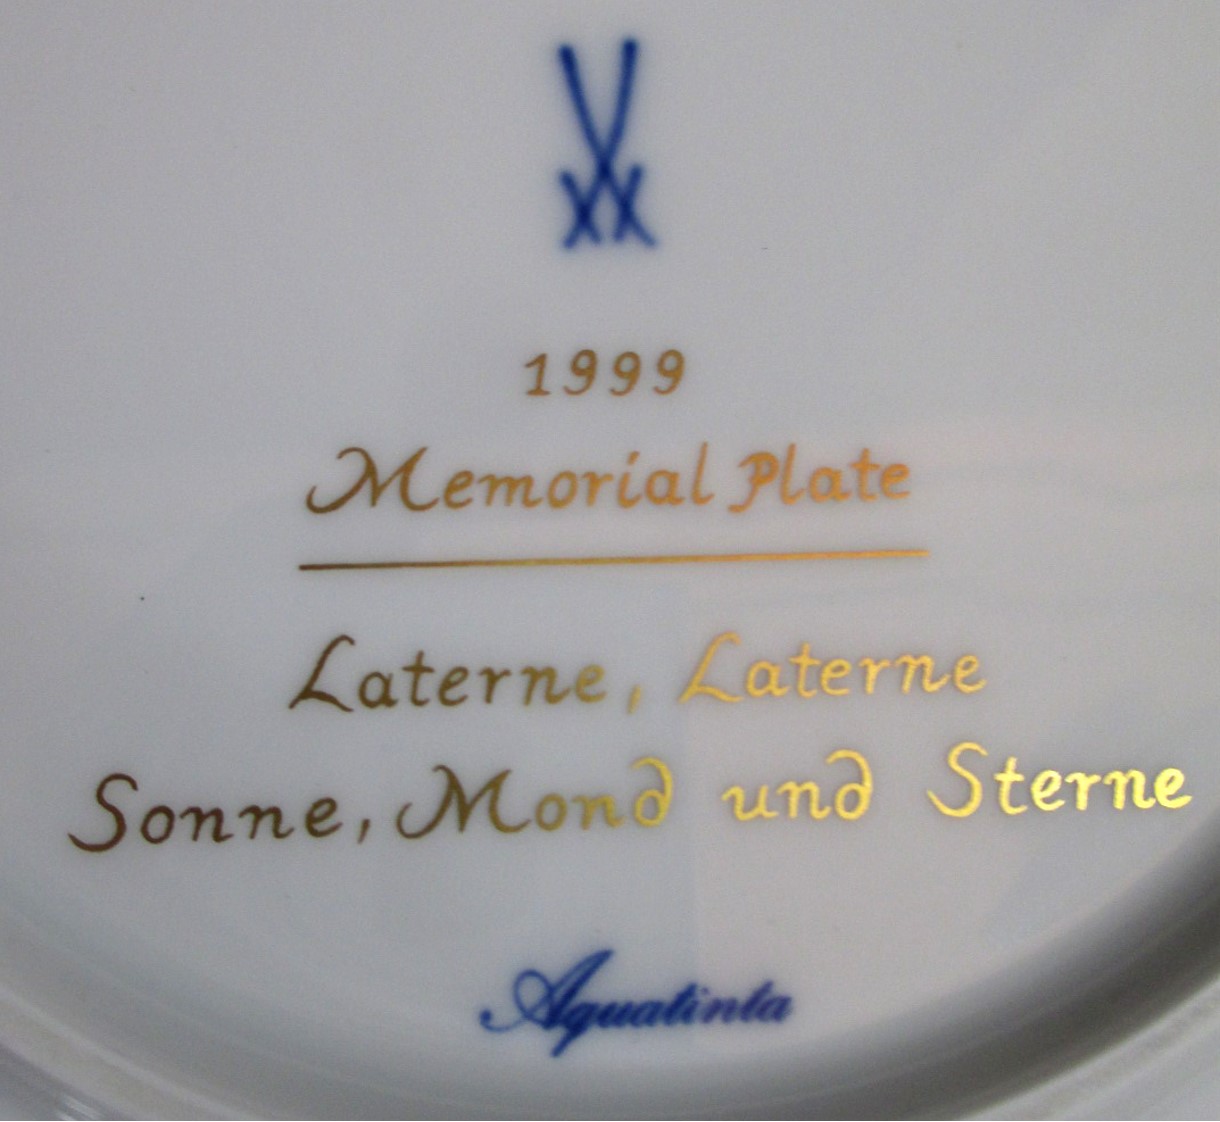 1999
Memorial Plate
Laterne, Laterne
Sonne, Mond und Sterne
Aquatinta